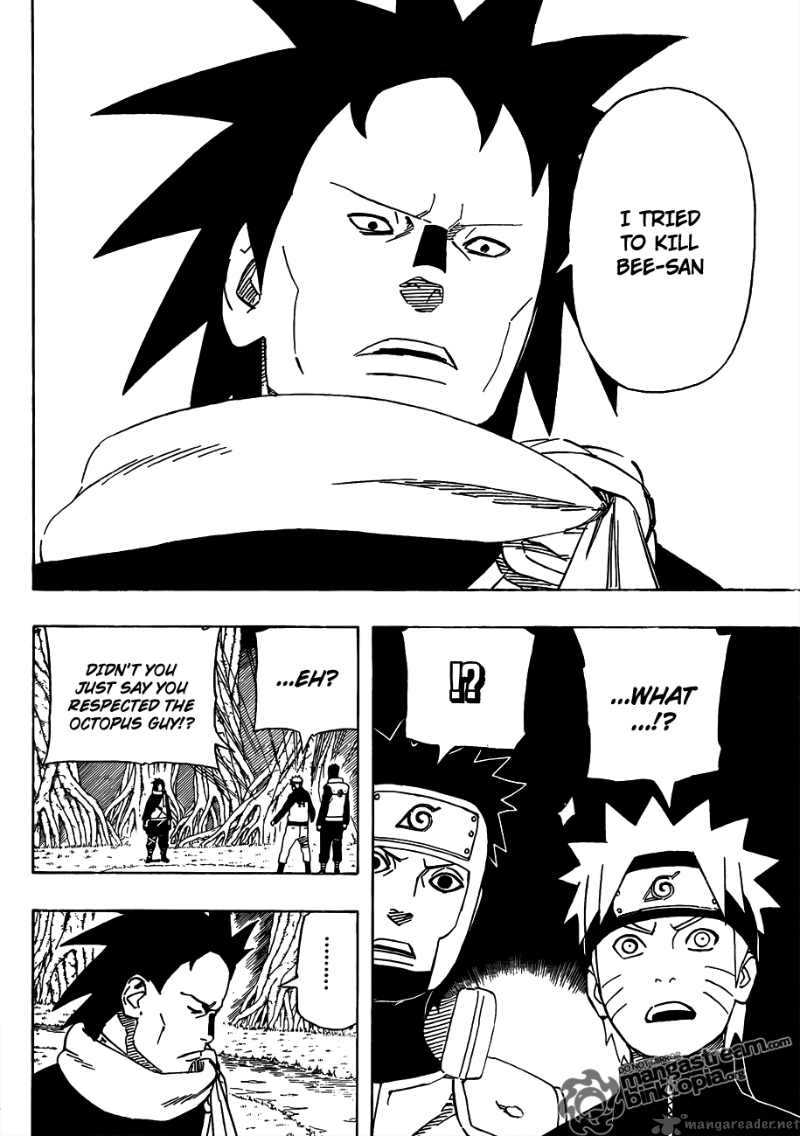 I TRIED
TO KILL
BEE-SAN
...WHAT
...!?
!?
...EH?
DIDN'T YOU
JUST SAY YOU
RESPECTED THE
OCTOPUS GUY!?
........
mangastream.com
mangareader.net